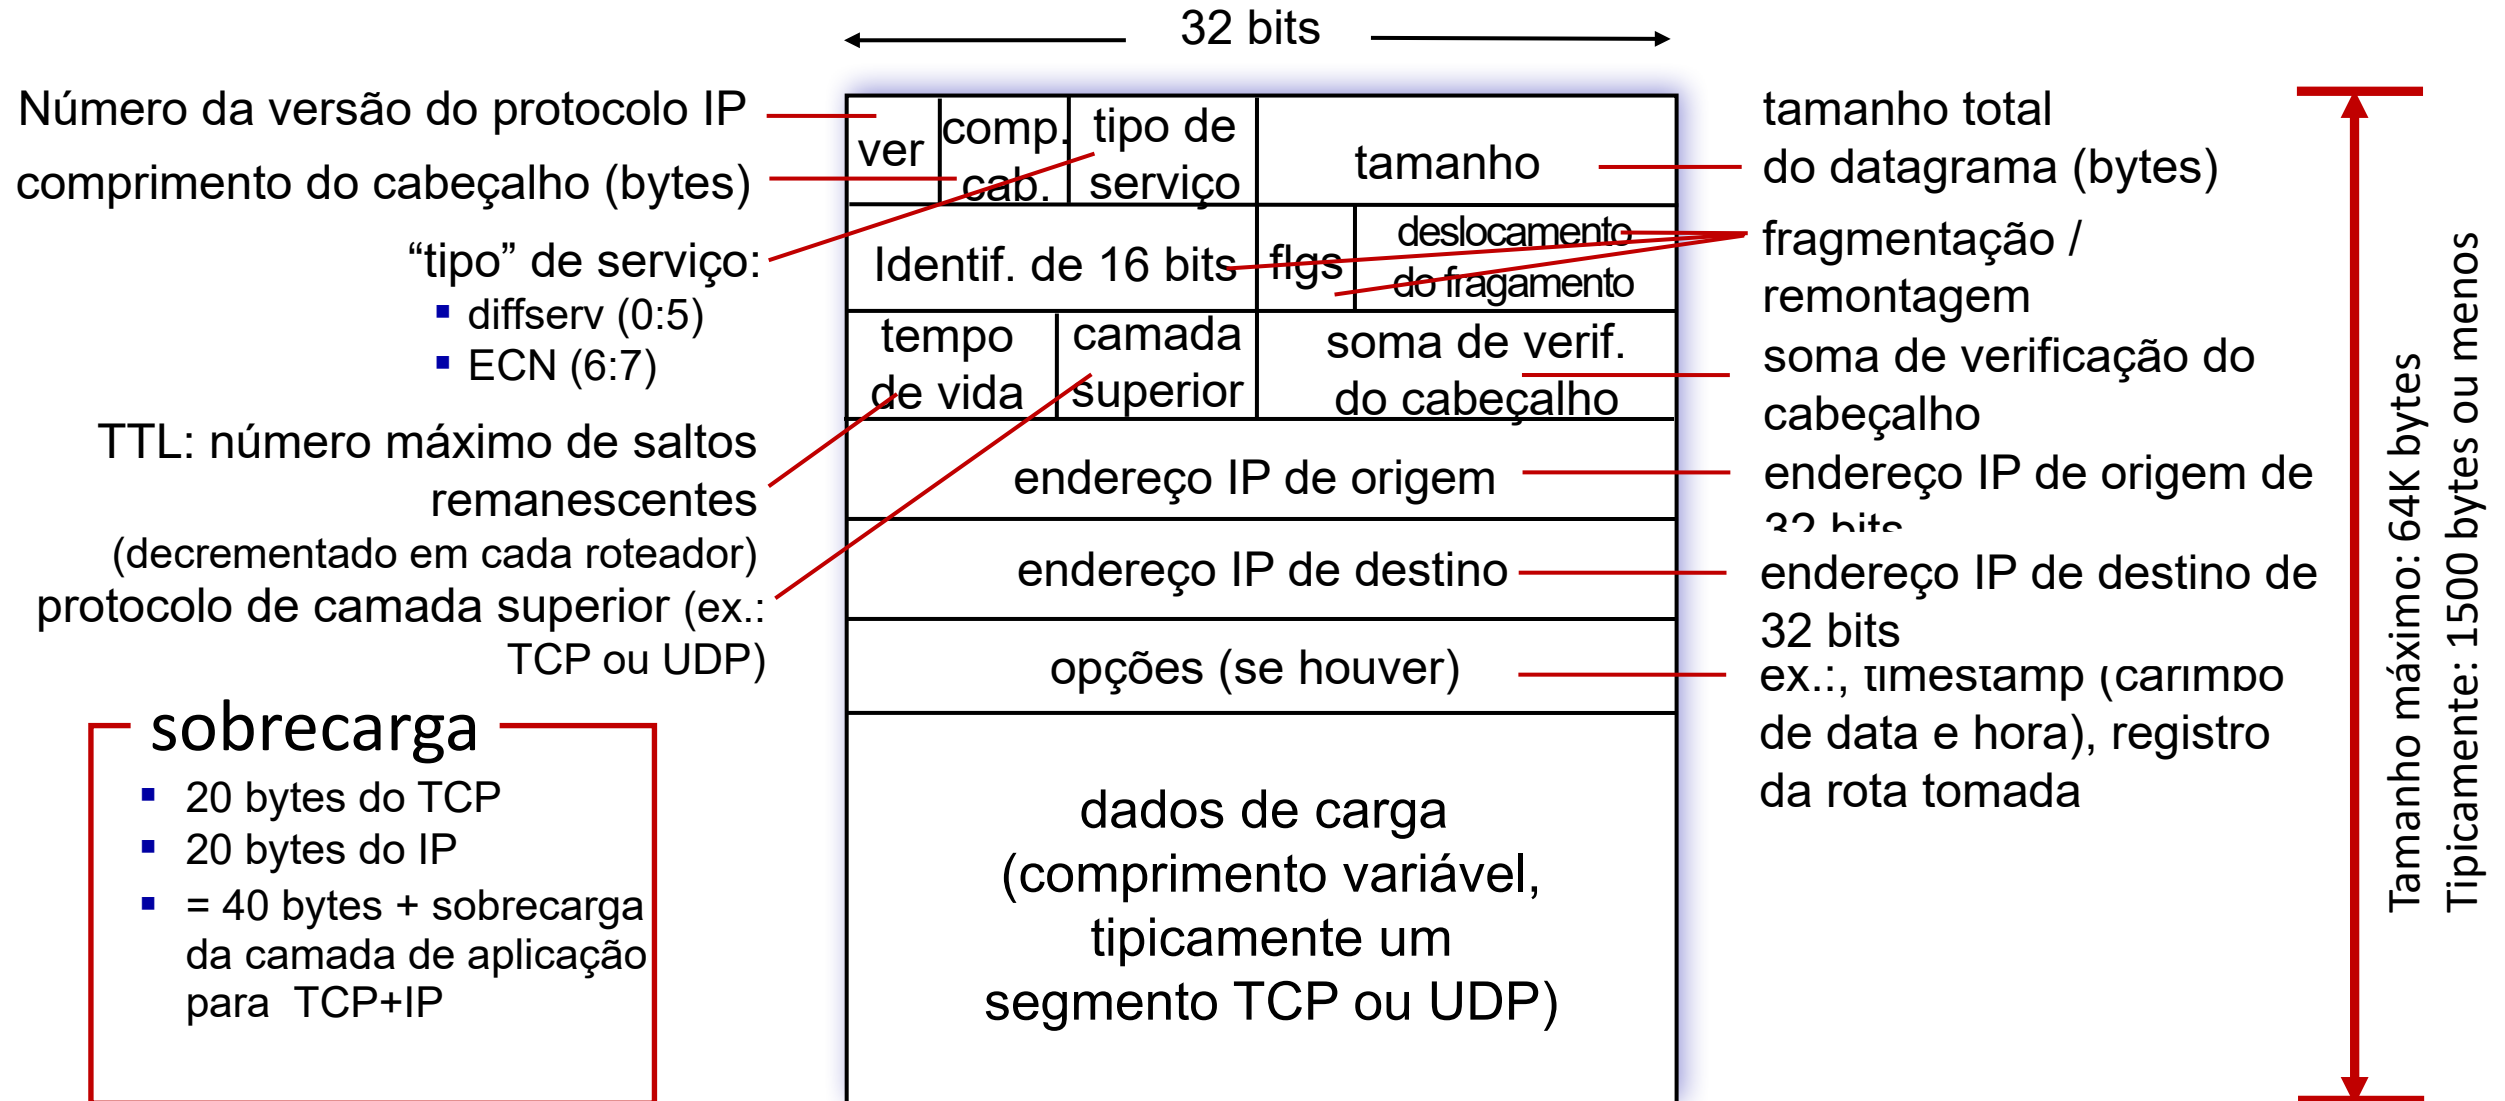 32 bits
Número da versão do protocolo IP
comprimento do cabeçalho (bytes)
“tipo” de serviço:
diffserv (0:5)
ECN (6:7)
TTL: número máximo de saltos
remanescentes
(decrementado em cada roteador)
protocolo de camada superior (ex.:
TCP ou UDP)
sobrecarga
20 bytes do TCP
20 bytes do IP
= 40 bytes + sobrecarga
da camada de aplicação
para TCP+IP
ver
comp.
cab.
tipo de
serviço
tamanho
Identif. de 16 bits
flgs
deslocamento
do fragamento
tempo
de vida
camada
superior
soma de verif.
do cabeçalho
endereço IP de origem
endereço IP de destino
opções (se houver)
dados de carga
(comprimento variável,
tipicamente um
segmento TCP ou UDP)
tamanho total
do datagrama (bytes)
fragmentação /
remontagem
soma de verificação do
cabeçalho
endereço IP de origem de
32 bits
endereço IP de destino de
32 bits
ex.:, timestamp (carimbo
de data e hora), registro
da rota tomada
Tamanho máximo: 64K bytes
Tipicamente: 1500 bytes ou menos